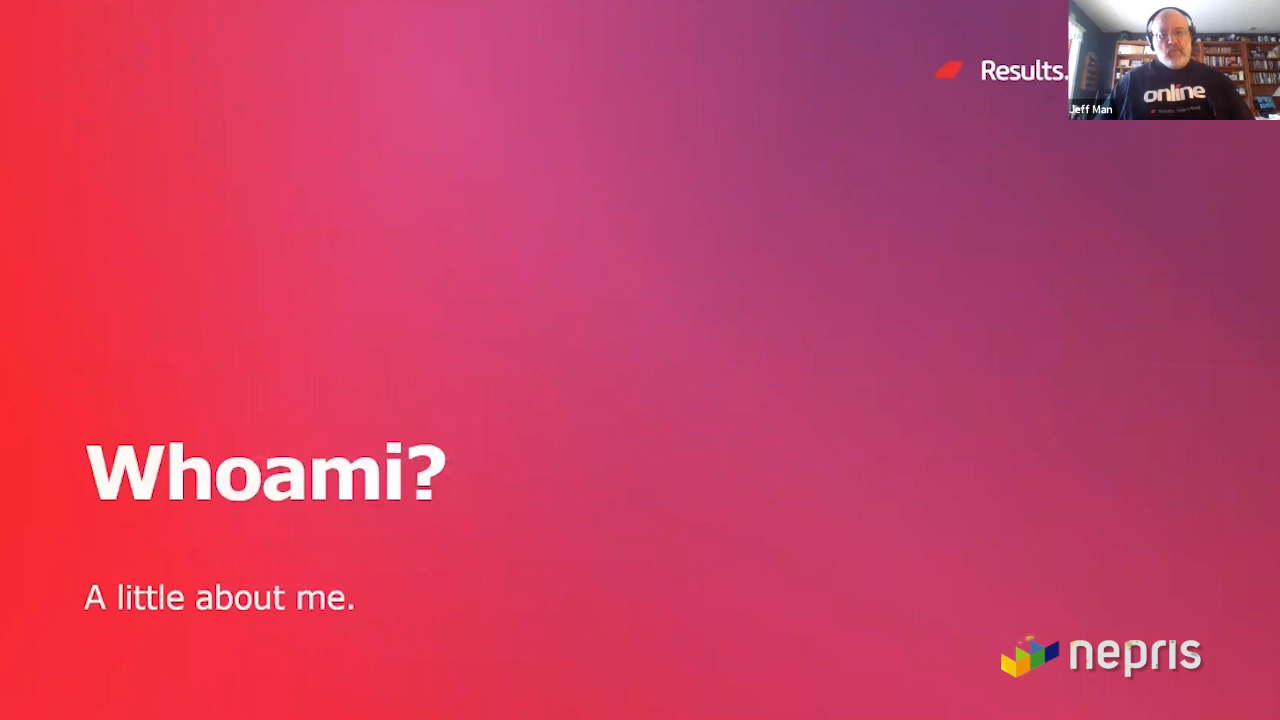 Results.
online
Jeff Man
Whoami?
A little about me.
nepris